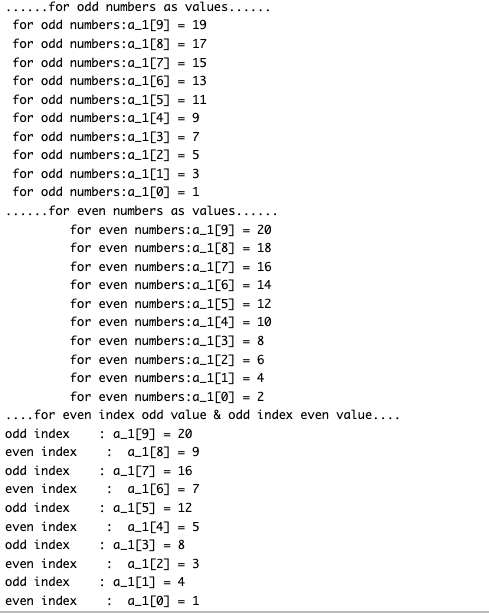 ......for odd numbers as values......
for odd numbers:a_1[9] = 19
for odd numbers:a_1[8] = 17
for odd numbers:a_1[7] = 15
for odd numbers:a_1[6] = 13
for odd numbers:a_1[5] = 11
for odd numbers:a_1[4] = 9
for odd numbers:a_1[3] = 7
for odd numbers:a_1[2] = 5
for odd numbers:a_1[1] = 3
for odd numbers:a_1[0] = 1
......for even numbers as values......
for even numbers:a_1[9] = 20
for even numbers:a_1[8] = 18
for even numbers:a_1[7] = 16
for even numbers:a_1[6] = 14
for even numbers:a_1[5] = 12
for even numbers:a_1[4] = 10
for even numbers:a_1[3] = 8
for even numbers:a_1[2] = 6
for even numbers:a_1[1] = 4
for even numbers:a_1[0] = 2
....for even index odd value & odd index even value....
odd index    : a_1[9] = 20
even index    :  a_1[8] = 9
odd index    : a_1[7] = 16
even index    :  a_1[6] = 7
odd index    : a_1[5] = 12
even index    :  a_1[4] = 5
odd index    : a_1[3] = 8
even index    :  a_1[2] = 3
odd index    : a_1[1] = 4
even index    :  a_1[0] = 1